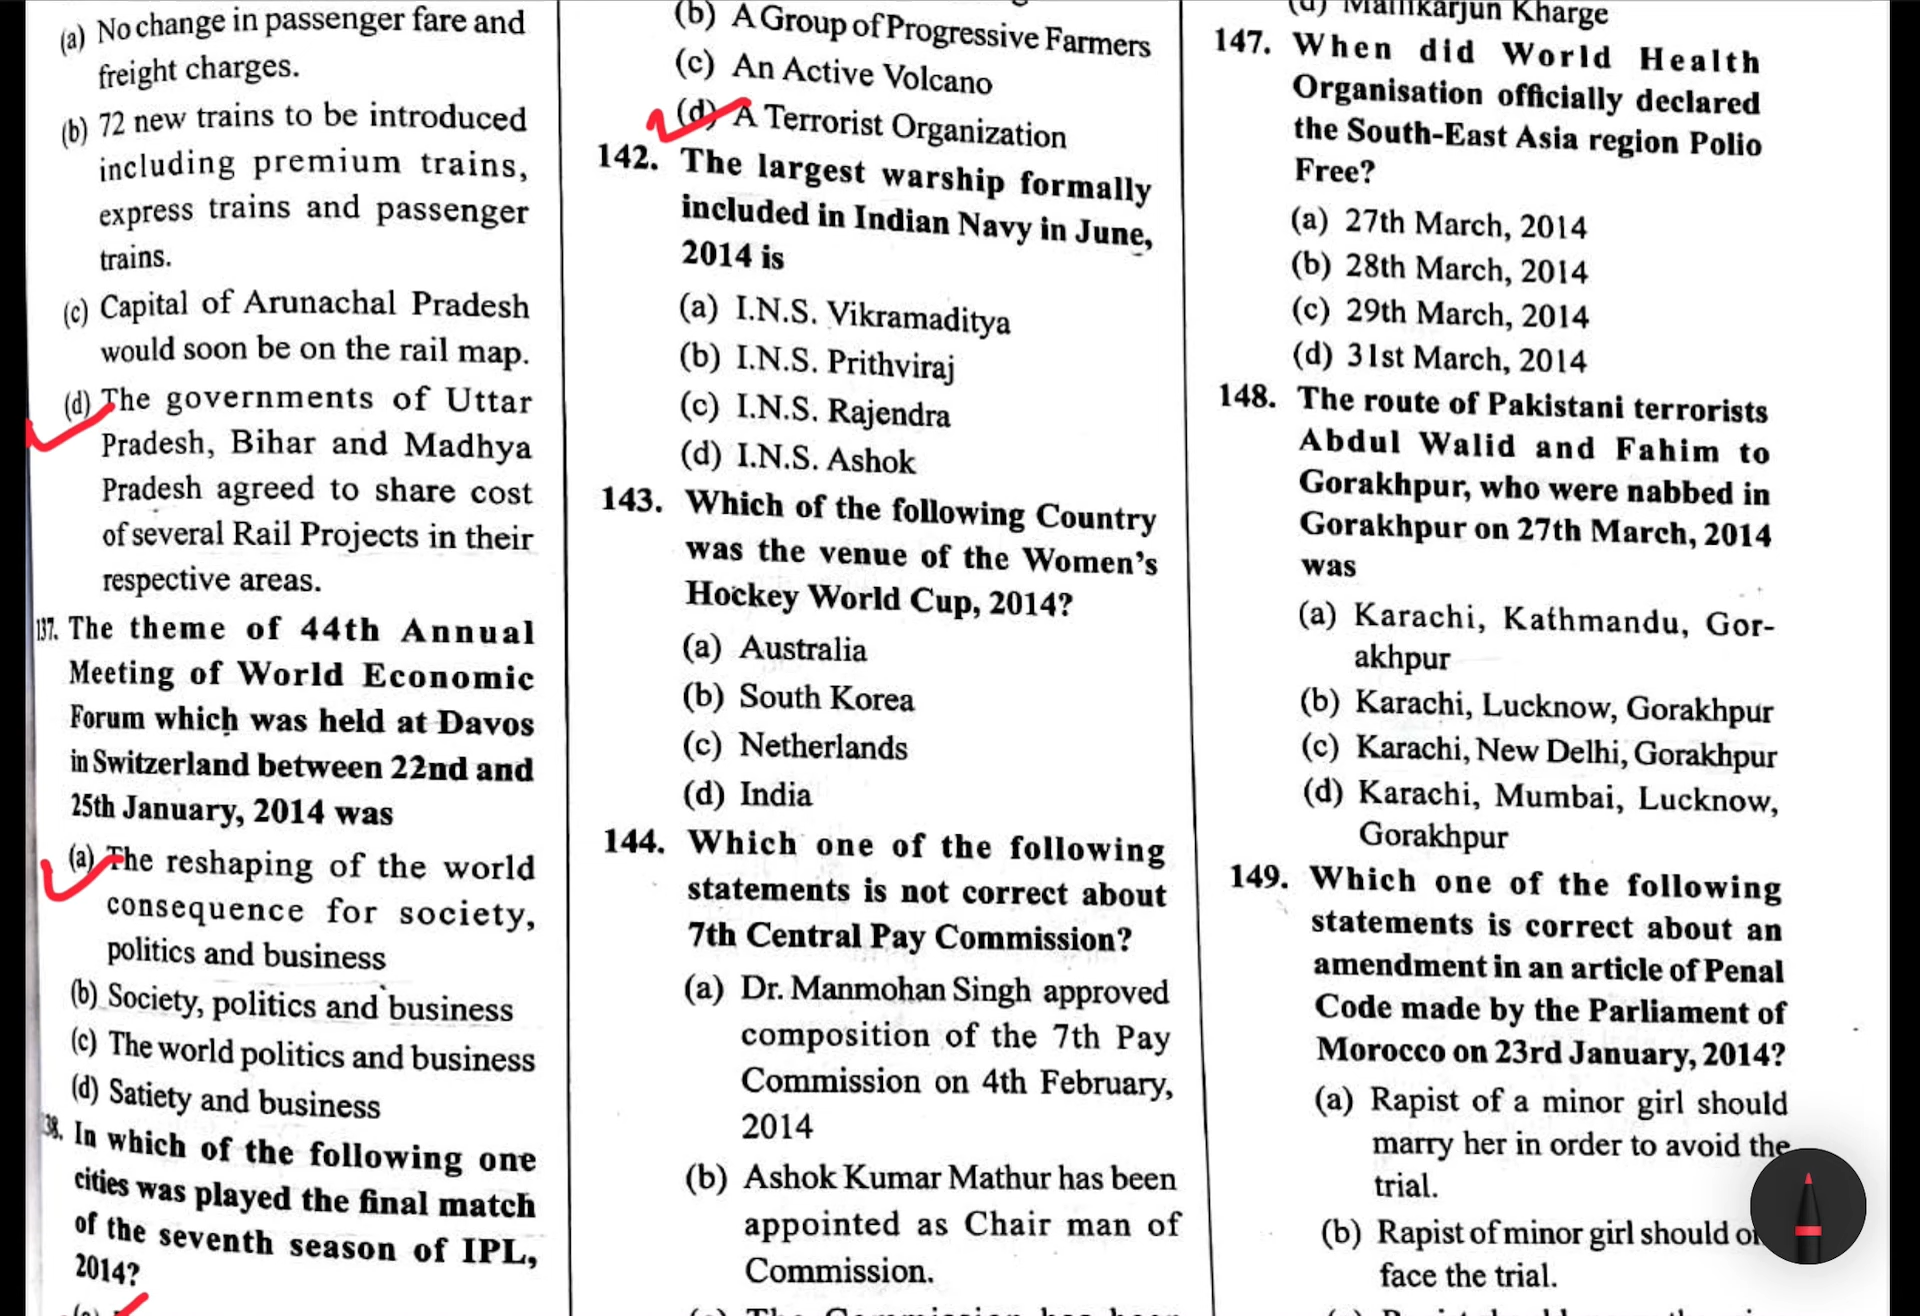 (a) No change in passenger fare and
freight charges.
(b) 72 new trains to be introduced
including premium trains,
express trains and passenger
trains.
(c) Capital of Arunachal Pradesh
would soon be on the rail map.
(d) The governments of Uttar
Pradesh, Bihar and Madhya
Pradesh agreed to share cost
of several Rail Projects in their
respective areas.
137. The theme of 44th Annual
Meeting of World Economic
Forum which was held at Davos
in Switzerland between 22nd and
25th January, 2014 was
(a) The reshaping of the world
consequence for society,
politics and business
(b) Society, politics and business
(c) The world politics and business
(d) Satiety and business
38. In which of the following one
cities was played the final match
of the seventh season of IPL,
2014?
(b) A Group of Progressive Farmers
(c) An Active Volcano
(d) A Terrorist Organization
142. The largest warship formally
included in Indian Navy in June,
2014 is
(a) I.N.S. Vikramaditya
(b) I.N.S. Prithviraj
(c) I.N.S. Rajendra
(d) I.N.S. Ashok
143. Which of the following Country
was the venue of the Women's
Hockey World Cup, 2014?
(a) Australia
(b) South Korea
(c) Netherlands
(d) India
144. Which one of the following
statements is not correct about
7th Central Pay Commission?
(a) Dr. Manmohan Singh approved
composition of the 7th Pay
Commission on 4th February,
2014
(b) Ashok Kumar Mathur has been
appointed as Chair man of
Commission.
(d) Mallikarjun Kharge
147. When did World Health
Organisation officially declared
the South-East Asia region Polio
Free?
(a) 27th March, 2014
(b) 28th March, 2014
(c) 29th March, 2014
(d) 31st March, 2014
148. The route of Pakistani terrorists
Abdul Walid and Fahim to
Gorakhpur, who were nabbed in
Gorakhpur on 27th March, 2014
was
(a) Karachi, Kathmandu, Gor-
akhpur
(b) Karachi, Lucknow, Gorakhpur
(c) Karachi, New Delhi, Gorakhpur
(d) Karachi, Mumbai, Lucknow,
Gorakhpur
149. Which one of the following
statements is correct about an
amendment in an article of Penal
Code made by the Parliament of
Morocco on 23rd January, 2014?
(a) Rapist of a minor girl should
marry her in order to avoid the
trial.
(b) Rapist of minor girl should
face the trial.